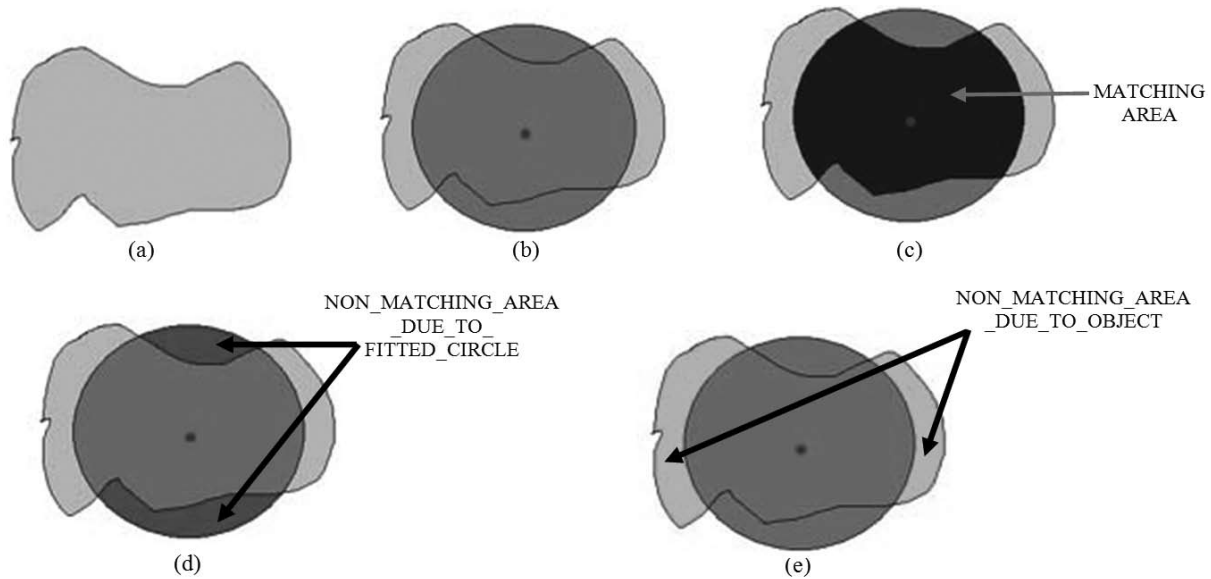 MATCHING
AREA
(a)
(b)
(c)
NON_MATCHING_AREA
_DUE_TO_
FITTED_CIRCLE
NON_MATCHING_AREA
_DUE_TO_OBJECT
(d)
(e)